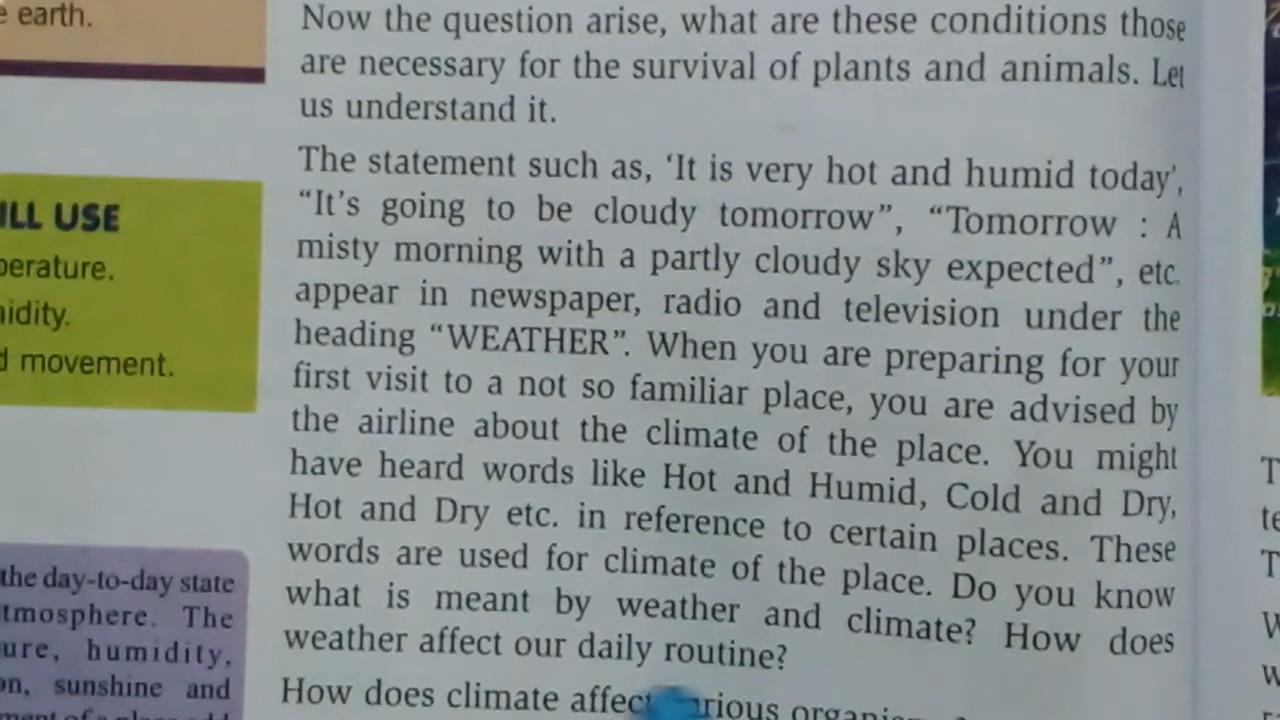 earth.
ILL USE
perature.
idity.
movement.
the day-to-day state
tmosphere. The
ure, humidity,
on, sunshine and
Now the question arise, what are these conditions those
are necessary for the survival of plants and animals. Let
us understand it.
The statement such as, ‘It is very hot and humid today’,
“It’s going to be cloudy tomorrow”, “Tomorrow : A
misty morning with a partly cloudy sky expected”, etc.
appear in newspaper, radio and television under the
heading “WEATHER”. When you are preparing for your
first visit to a not so familiar place, you are advised by
the airline about the climate of the place. You might
have heard words like Hot and Humid, Cold and Dry,
Hot and Dry etc. in reference to certain places. These
words are used for climate of the place. Do you know
what is meant by weather and climate? How does
weather affect our daily routine?
How does climate affect